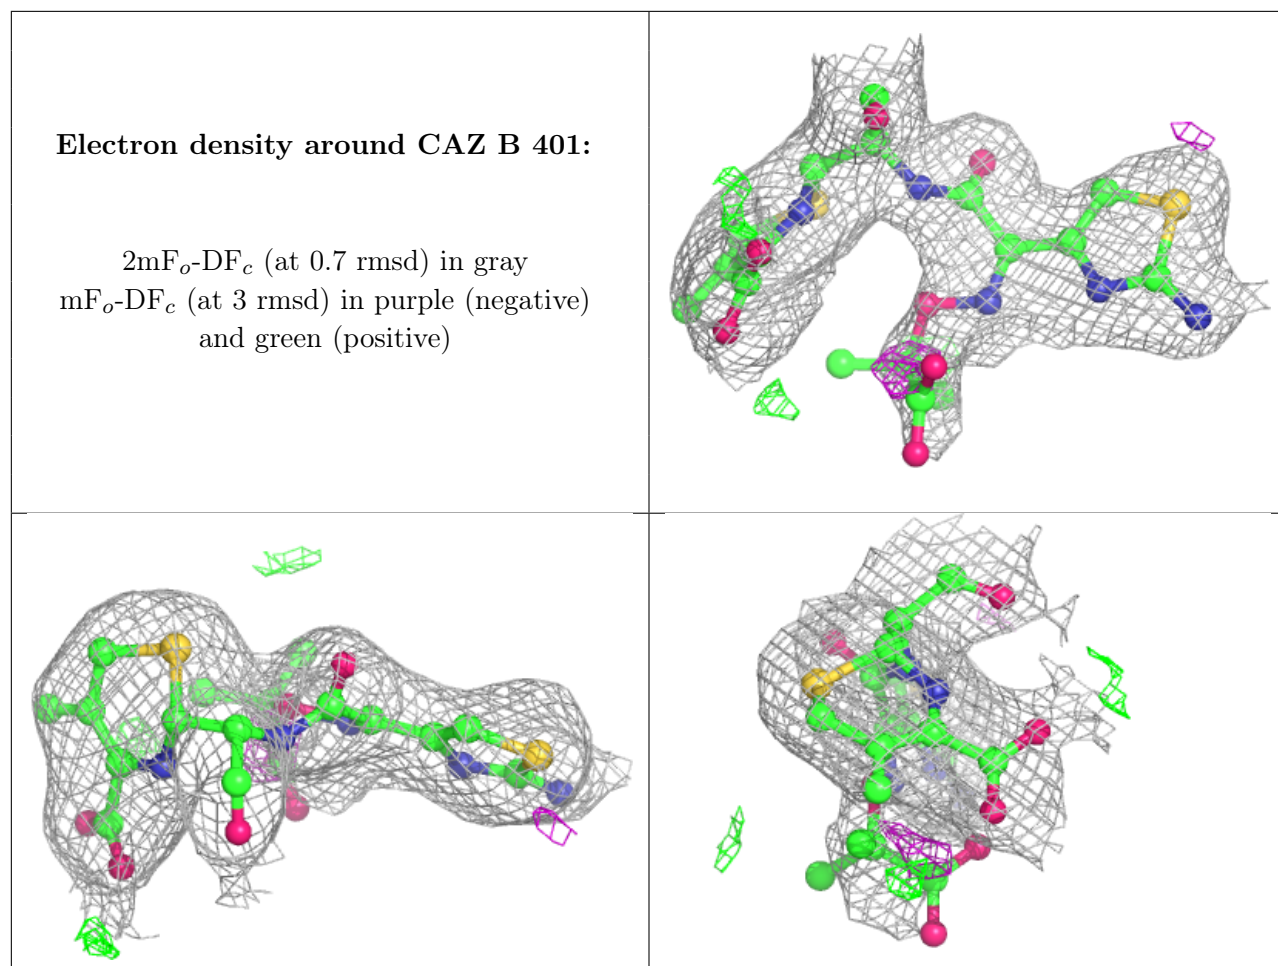 Electron density around CAZ B 401:
2mFo-DFc (at 0.7 rmsd) in gray
mFo-DFc (at 3 rmsd) in purple (negative)
and green (positive)